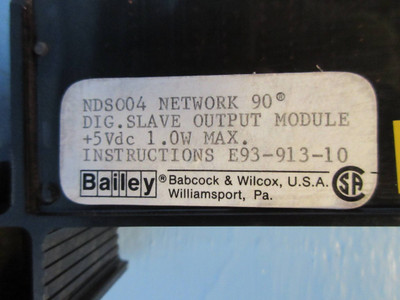 NDSO04 NETWORK 90®
DIG.SLAVE OUTPUT MODULE
+5Vdc 1.0W MAX.
INSTRUCTIONS E93-913-10
Bailey® Babcock & Wilcox, U.S.A.
Williamsport, Pa.
SA